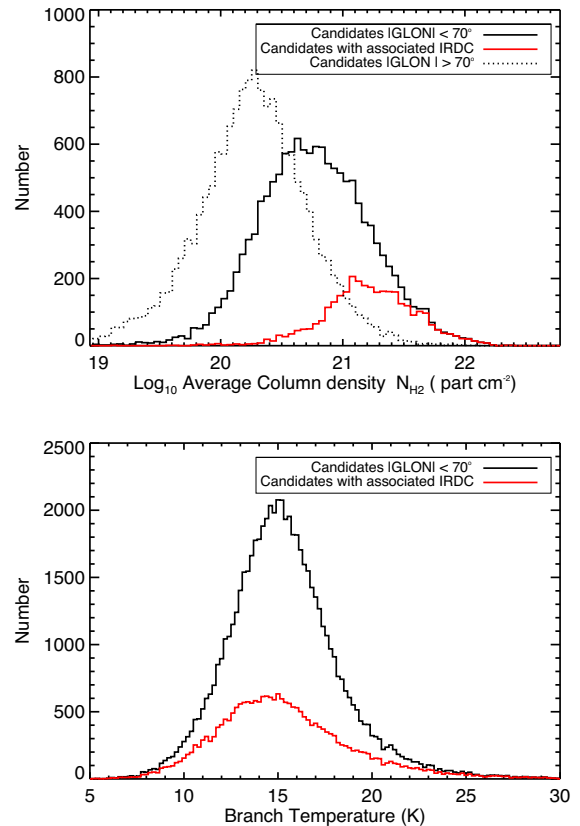 1000
800
600
400
200
0
Number
Candidates |GLON| < 70°
Candidates with associated IRDC
Candidates |GLON | > 70°
19 20 21 22
Log10 Average Column density N H2 ( part cm-2)
2500
2000
1500
1000
500
0
Number
Candidates |GLON| < 70°
Candidates with associated IRDC
5 10 15 20 25 30
Branch Temperature (K)